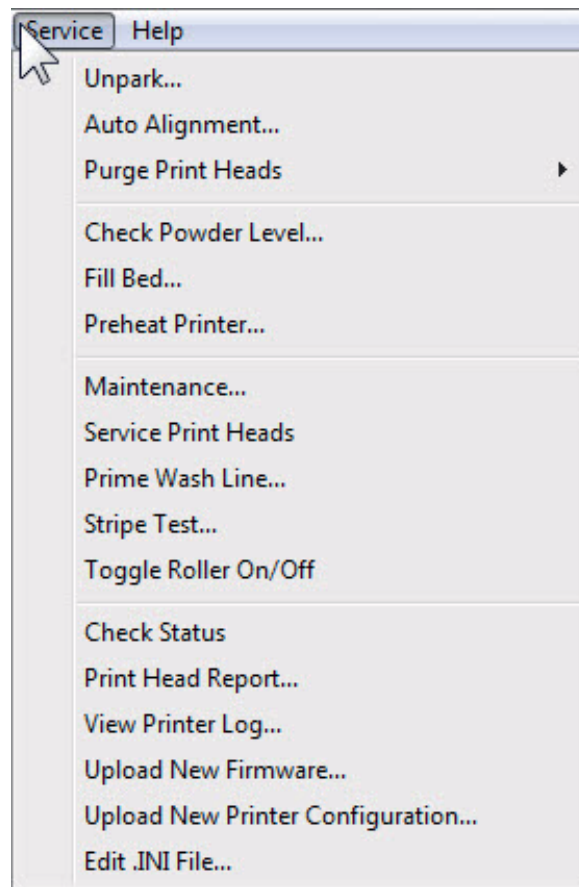 Service Help
Unpark...
Auto Alignment...
Purge Print Heads
Check Powder Level...
Fill Bed...
Preheat Printer...
Maintenance...
Service Print Heads
Prime Wash Line...
Stripe Test...
Toggle Roller On/Off
Check Status
Print Head Report...
View Printer Log...
Upload New Firmware...
Upload New Printer Configuration...
Edit .INI File...